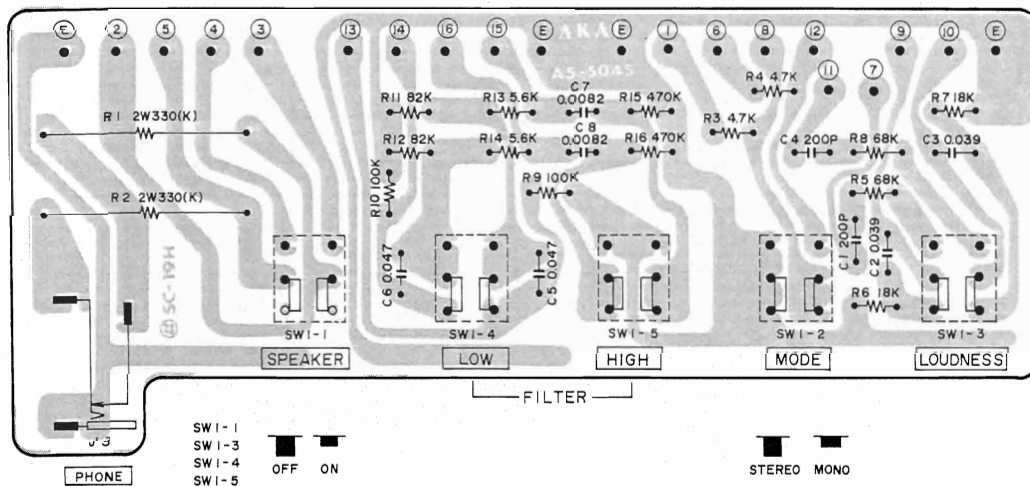 E 2 5 4 3 13 14 16 15 E AKAI E 1 6 8 12 9 10 E
AS-5045
11 7
R4 4.7K
C7
0.0082
R11 82K R13 5.6K R15 470K R7 18K
R1 2W330(K) R3 4.7K
C8
0.0082
R12 82K R14 5.6K R16 470K C4 200P R8 68K C3 0.039
R10 100K R9 100K R5 68K
R2 2W330(K)
C1 200P C2 0.039
C6 0.047 C5 0.047
R6 18K
SC-19H
SW1-1 SW1-4 SW1-5 SW1-2 SW1-3
SPEAKER LOW HIGH MODE LOUDNESS
FILTER
J3
PHONE
SW1-1
SW1-3
SW1-4
SW1-5
OFF ON STEREO MONO